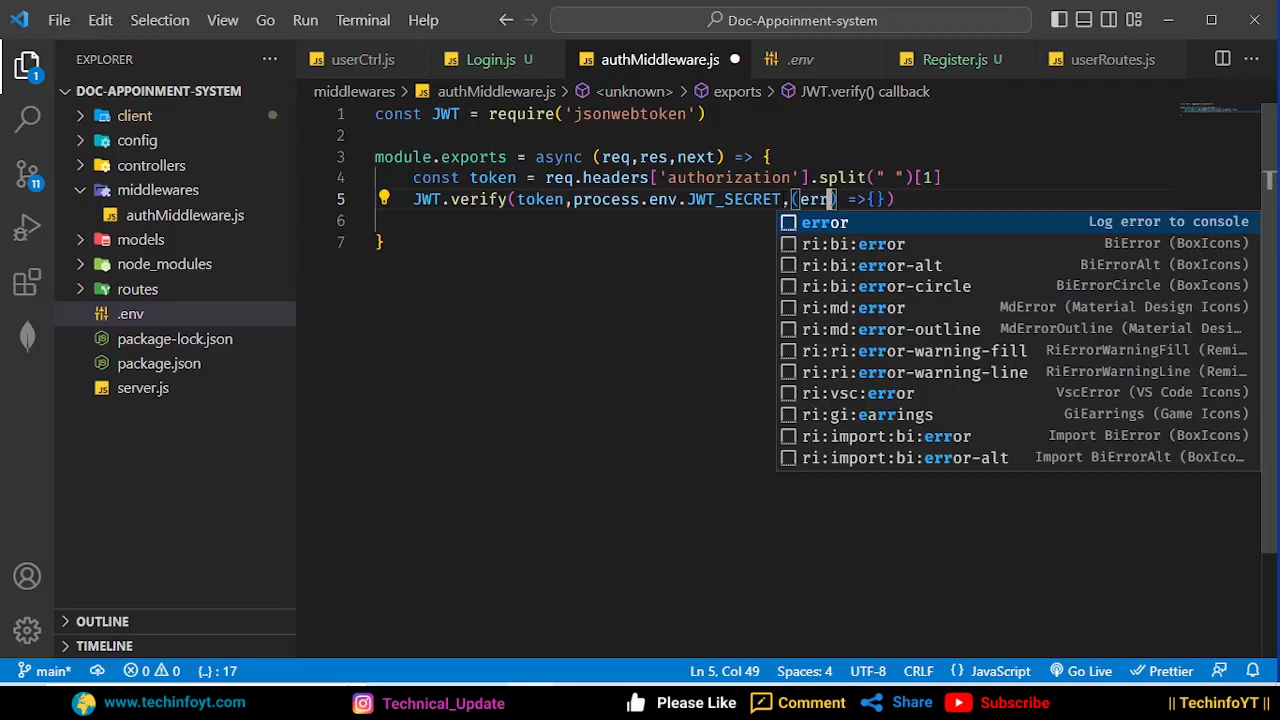 File Edit Selection View Go Run Terminal Help Doc-Appoinment-system
EXPLORER
userCtrl.js Login.js U authMiddleware.js .env Register.js U userRoutes.js
1
DOC-APPOINMENT-SYSTEM
client
config
controllers
middlewares
authMiddleware.js
models
node_modules
routes
.env
package-lock.json
package.json
server.js
11
OUTLINE
TIMELINE
middlewares > authMiddleware.js > <unknown> > exports > JWT.verify() callback
1 const JWT = require('jsonwebtoken')
2
3 module.exports = async (req,res,next) => {
4 const token = req.headers['authorization'].split(" ")[1]
5 JWT.verify(token,process.env.JWT_SECRET,(err) =>{})
6
7 }
error Log error to console
ri:bi:error BiError (BoxIcons)
ri:bi:error-alt BiErrorAlt (BoxIcons)
ri:bi:error-circle BiErrorCircle (BoxIcons)
ri:md:error MdError (Material Design Icons)
ri:md:error-outline MdErrorOutline (Material Desi…
ri:ri:error-warning-fill RiErrorWarningFill (Remi…
ri:ri:error-warning-line RiErrorWarningLine (Remi…
ri:vsc:error VscError (VS Code Icons)
ri:gi:earrings GiEarrings (Game Icons)
ri:import:bi:error Import BiError (BoxIcons)
ri:import:bi:error-alt Import BiErrorAlt (BoxIco…
main* 0 0 {..} : 17 Ln 5, Col 49 Spaces: 4 UTF-8 CRLF {} JavaScript Go Live Prettier
www.techinfoyt.com Technical_Update Please Like Comment Share Subscribe || TechinfoYT ||